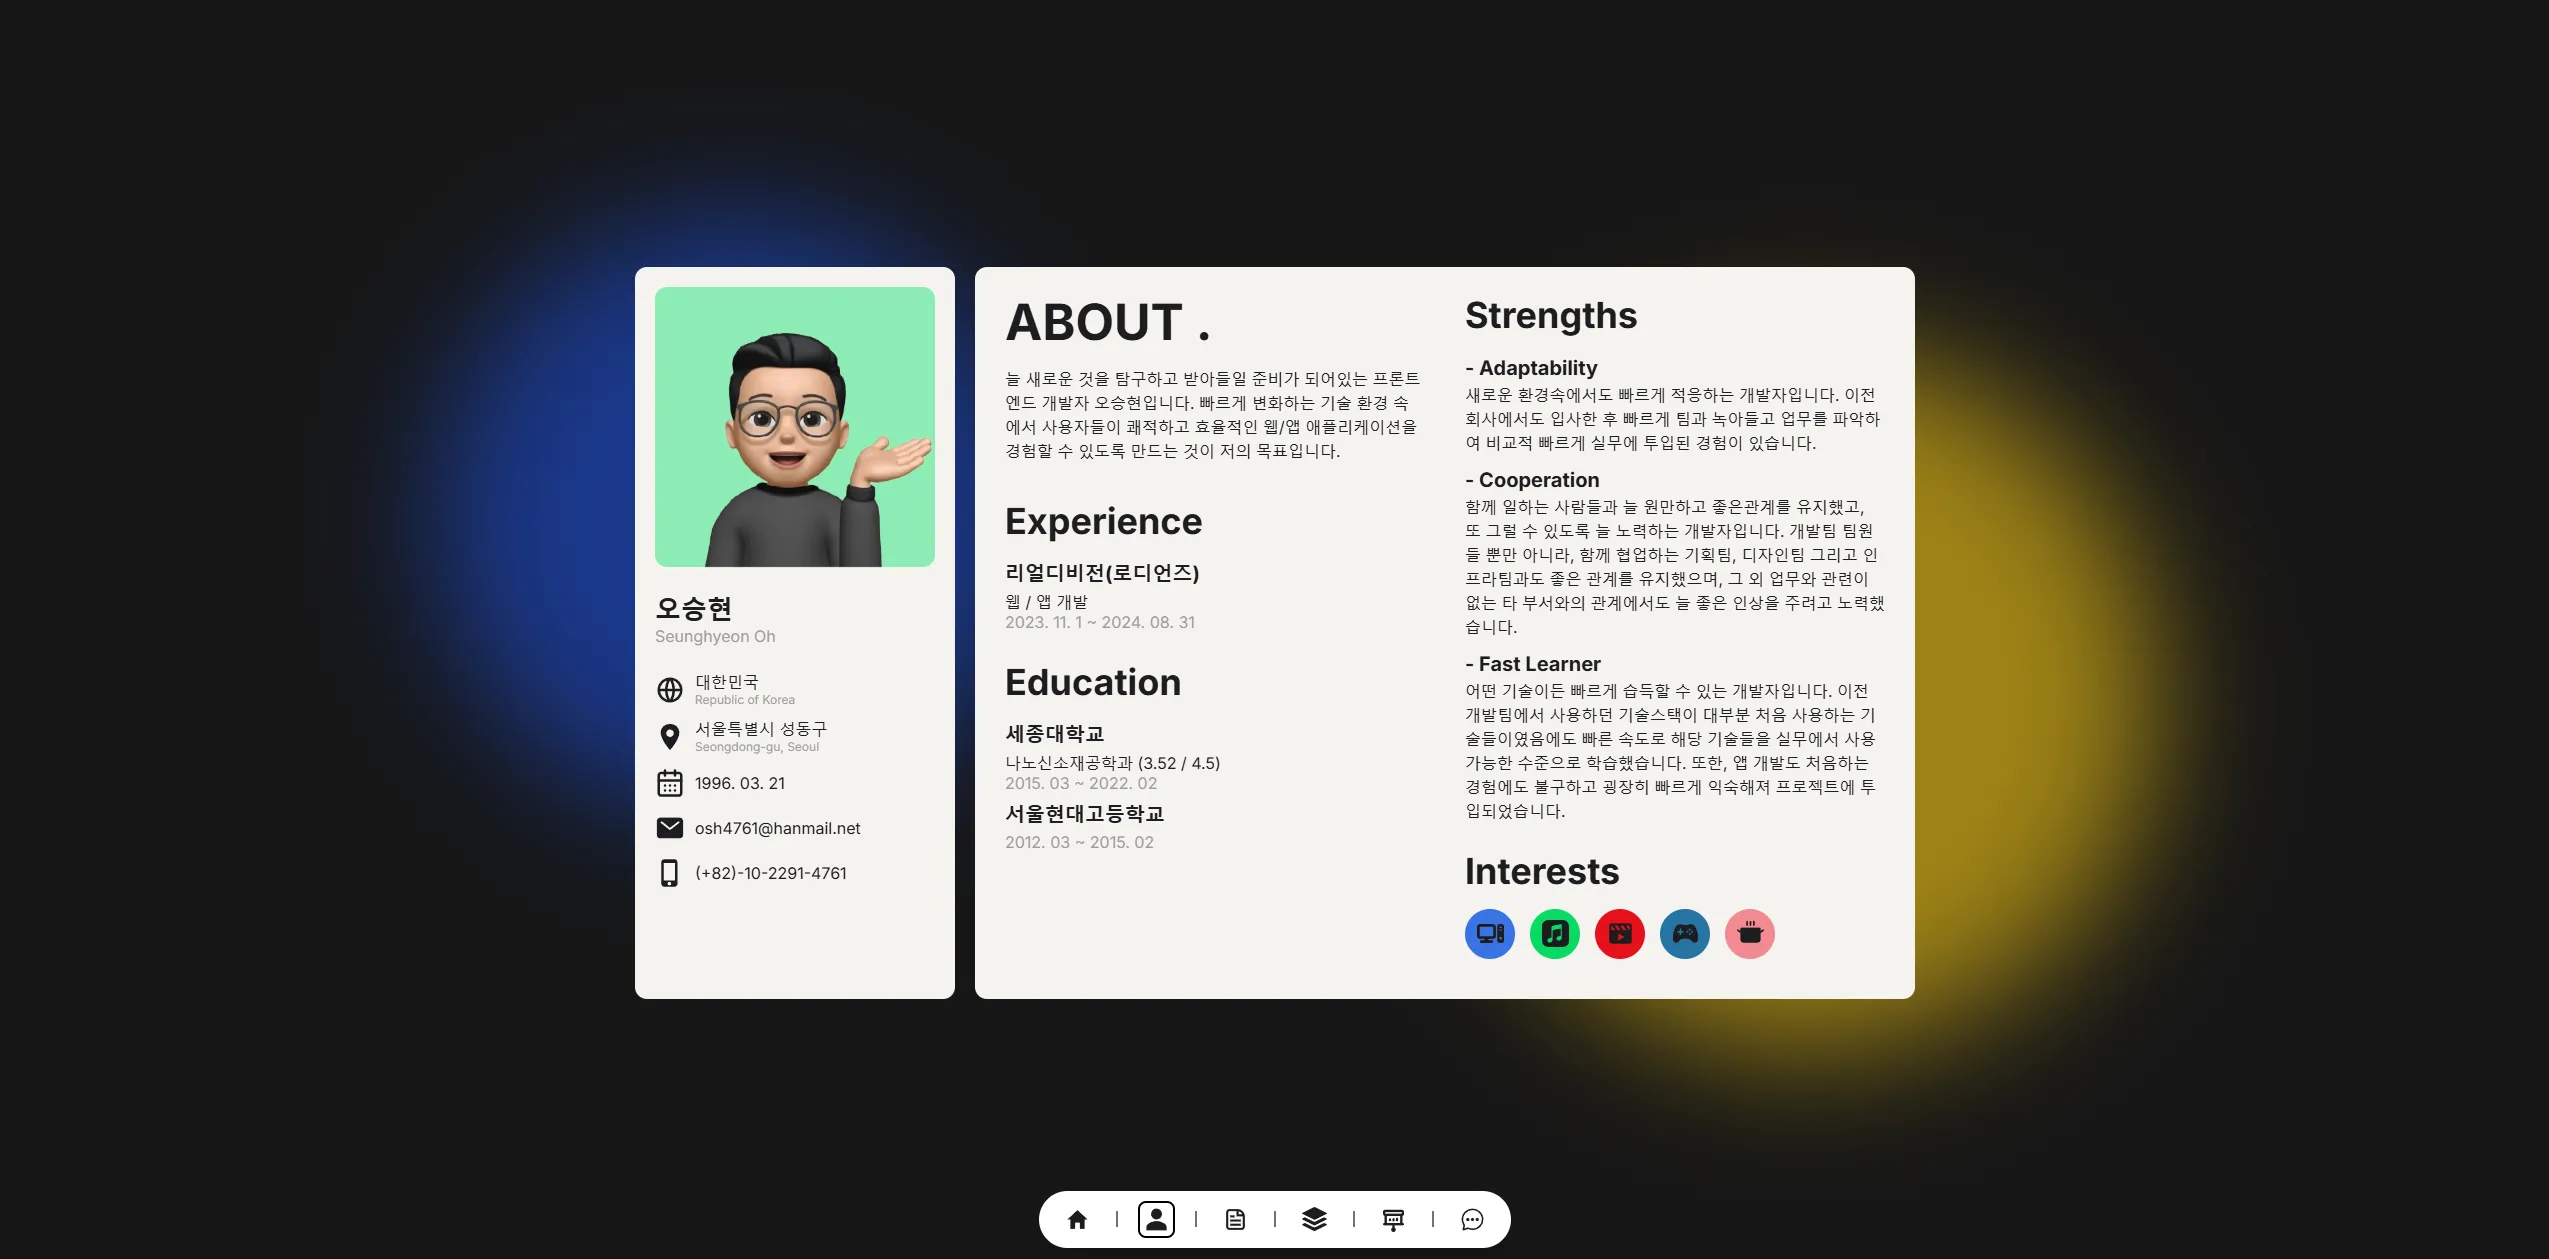 오승현
Seunghyeon Oh
대한민국
Republic of Korea
서울특별시 성동구
Seongdong-gu, Seoul
1996. 03. 21
osh4761@hanmail.net
(+82)-10-2291-4761
ABOUT .
늘 새로운 것을 탐구하고 받아들일 준비가 되어있는 프론트
엔드 개발자 오승현입니다. 빠르게 변화하는 기술 환경 속
에서 사용자들이 쾌적하고 효율적인 웹/앱 애플리케이션을
경험할 수 있도록 만드는 것이 저의 목표입니다.
Experience
리얼디비전(로디언즈)
웹 / 앱 개발
2023. 11. 1 ~ 2024. 08. 31
Education
세종대학교
나노신소재공학과 (3.52 / 4.5)
2015. 03 ~ 2022. 02
서울현대고등학교
2012. 03 ~ 2015. 02
Strengths
- Adaptability
새로운 환경속에서도 빠르게 적응하는 개발자입니다. 이전
회사에서도 입사한 후 빠르게 팀과 녹아들고 업무를 파악하
여 비교적 빠르게 실무에 투입된 경험이 있습니다.
- Cooperation
함께 일하는 사람들과 늘 원만하고 좋은관계를 유지했고,
또 그럴 수 있도록 늘 노력하는 개발자입니다. 개발팀 팀원
들 뿐만 아니라, 함께 협업하는 기획팀, 디자인팀 그리고 인
프라팀과도 좋은 관계를 유지했으며, 그 외 업무와 관련이
없는 타 부서와의 관계에서도 늘 좋은 인상을 주려고 노력했
습니다.
- Fast Learner
어떤 기술이든 빠르게 습득할 수 있는 개발자입니다. 이전
개발팀에서 사용하던 기술스택이 대부분 처음 사용하는 기
술들이였음에도 빠른 속도로 해당 기술들을 실무에서 사용
가능한 수준으로 학습했습니다. 또한, 앱 개발도 처음하는
경험에도 불구하고 굉장히 빠르게 익숙해져 프로젝트에 투
입되었습니다.
Interests